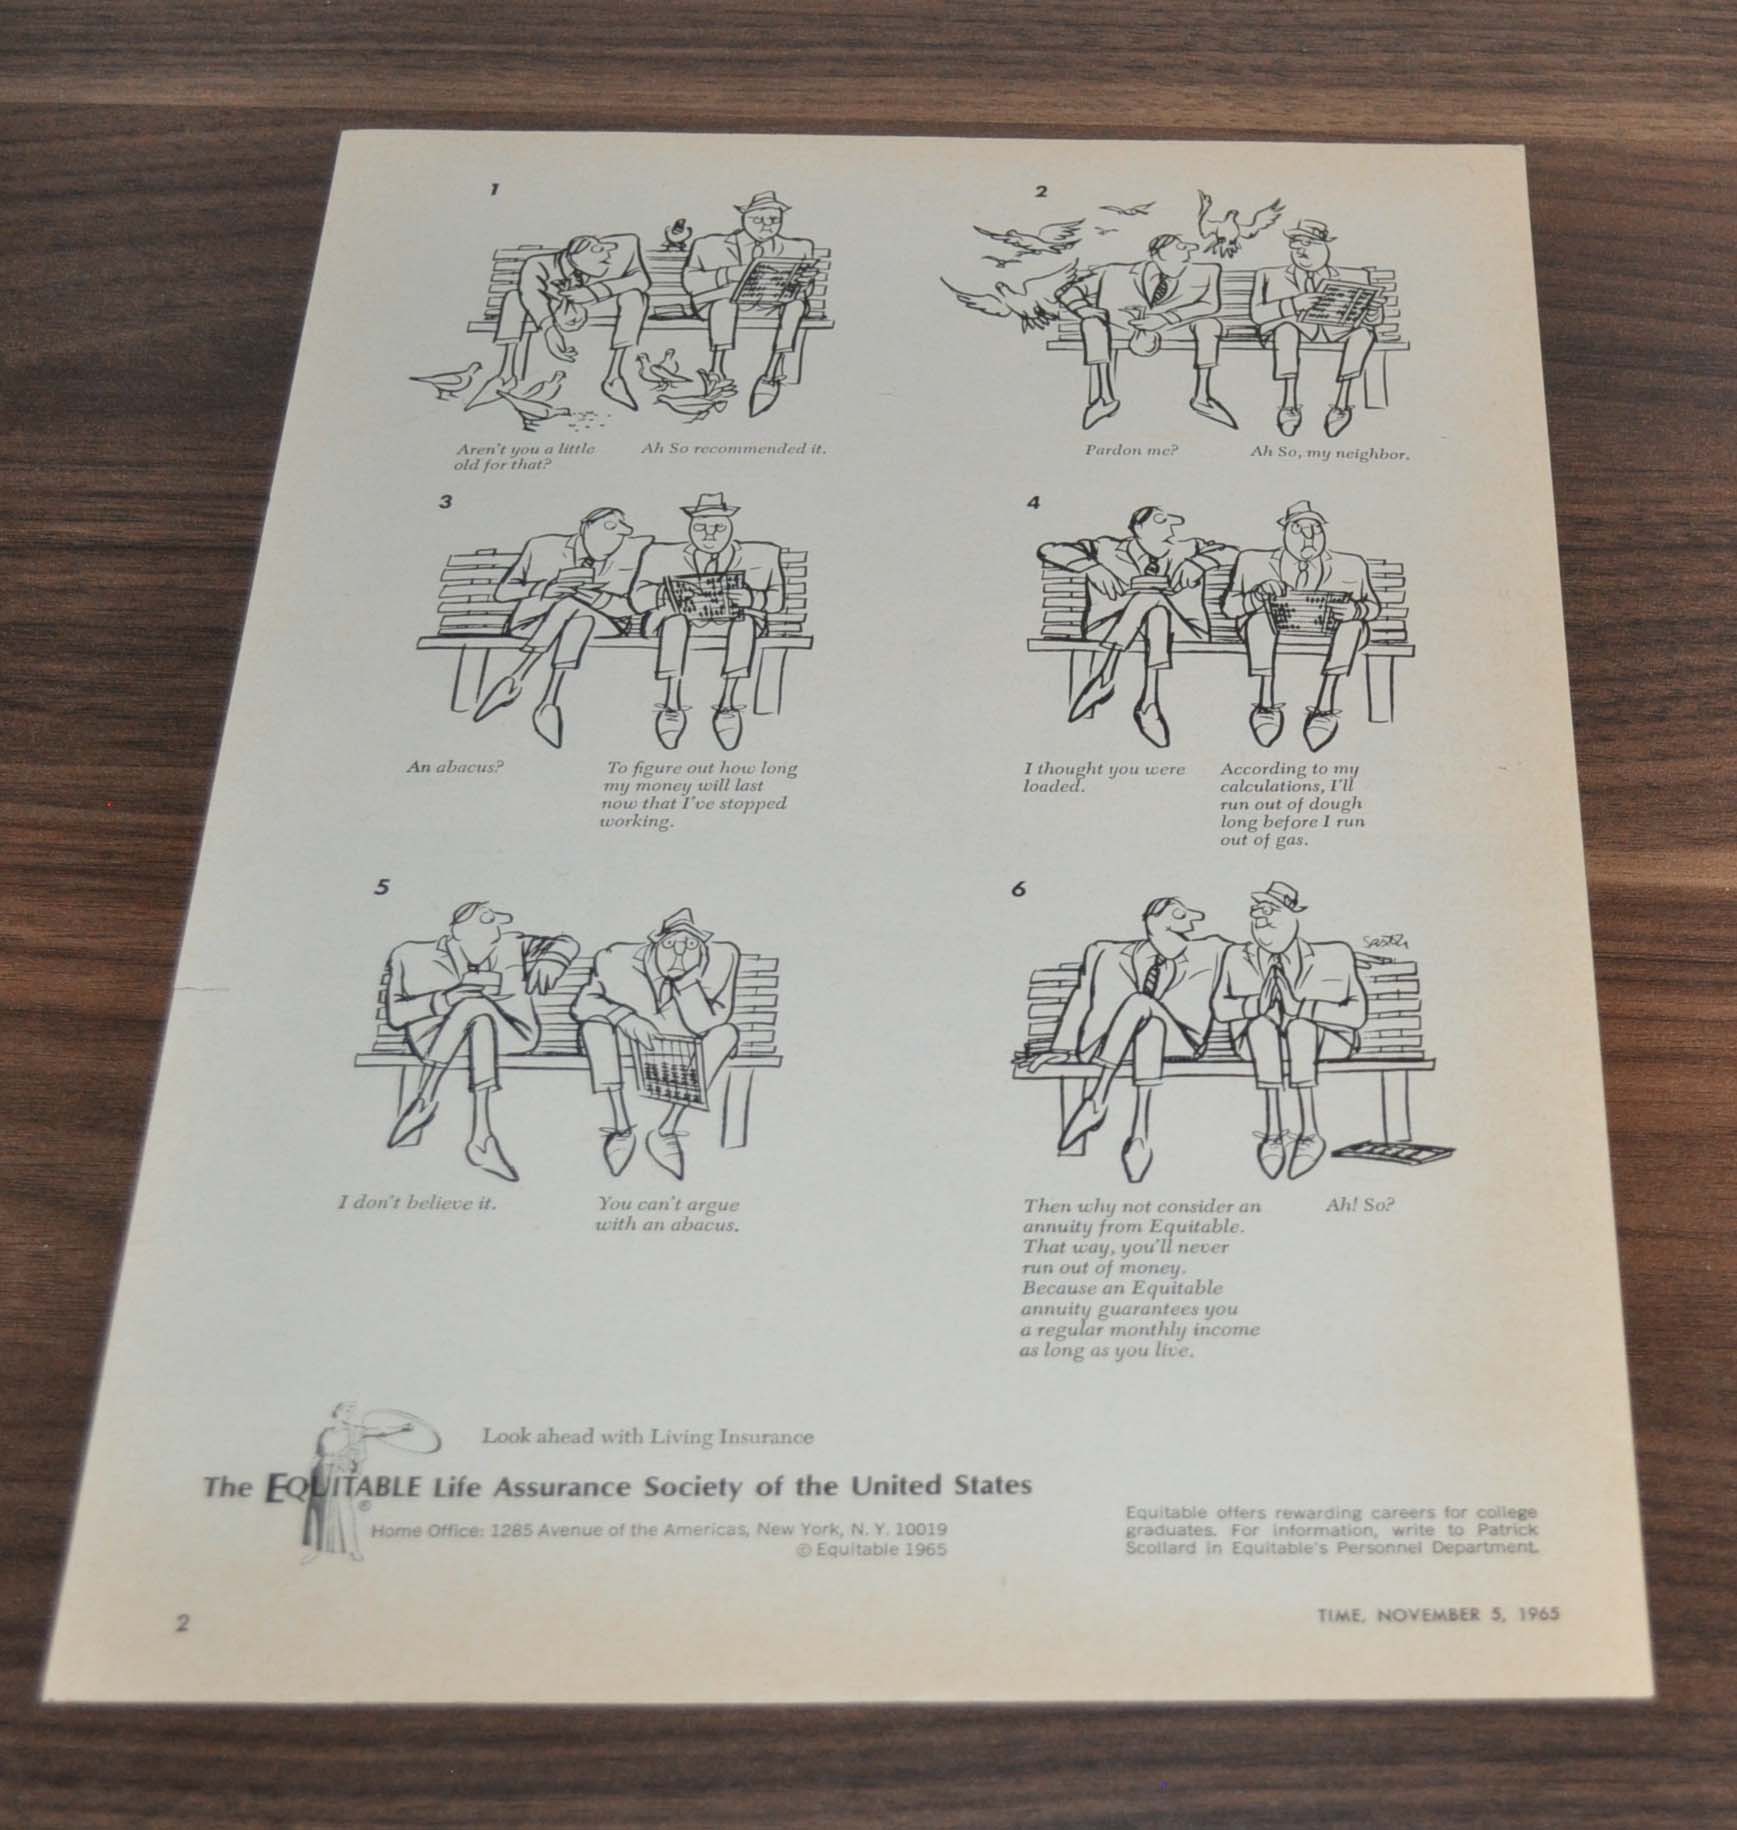 1
Aren't you a little
old for that?
Ah So recommended it.
2
Pardon me?
Ah So, my neighbor.
3
An abacus?
To figure out how long
my money will last
now that I've stopped
working.
4
I thought you were
loaded.
According to my
calculations, I'll
run out of dough
long before I run
out of gas.
5
I don't believe it.
You can't argue
with an abacus.
6
Then why not consider an
annuity from Equitable.
That way, you'll never
run out of money.
Because an Equitable
annuity guarantees you
a regular monthly income
as long as you live.
Ah! So?
Look ahead with Living Insurance
The EQUITABLE Life Assurance Society of the United States
®
Home Office: 1285 Avenue of the Americas, New York, N. Y. 10019
© Equitable 1965
Equitable offers rewarding careers for college
graduates. For information, write to Patrick
Scollard in Equitable's Personnel Department.
2
TIME, NOVEMBER 5, 1965